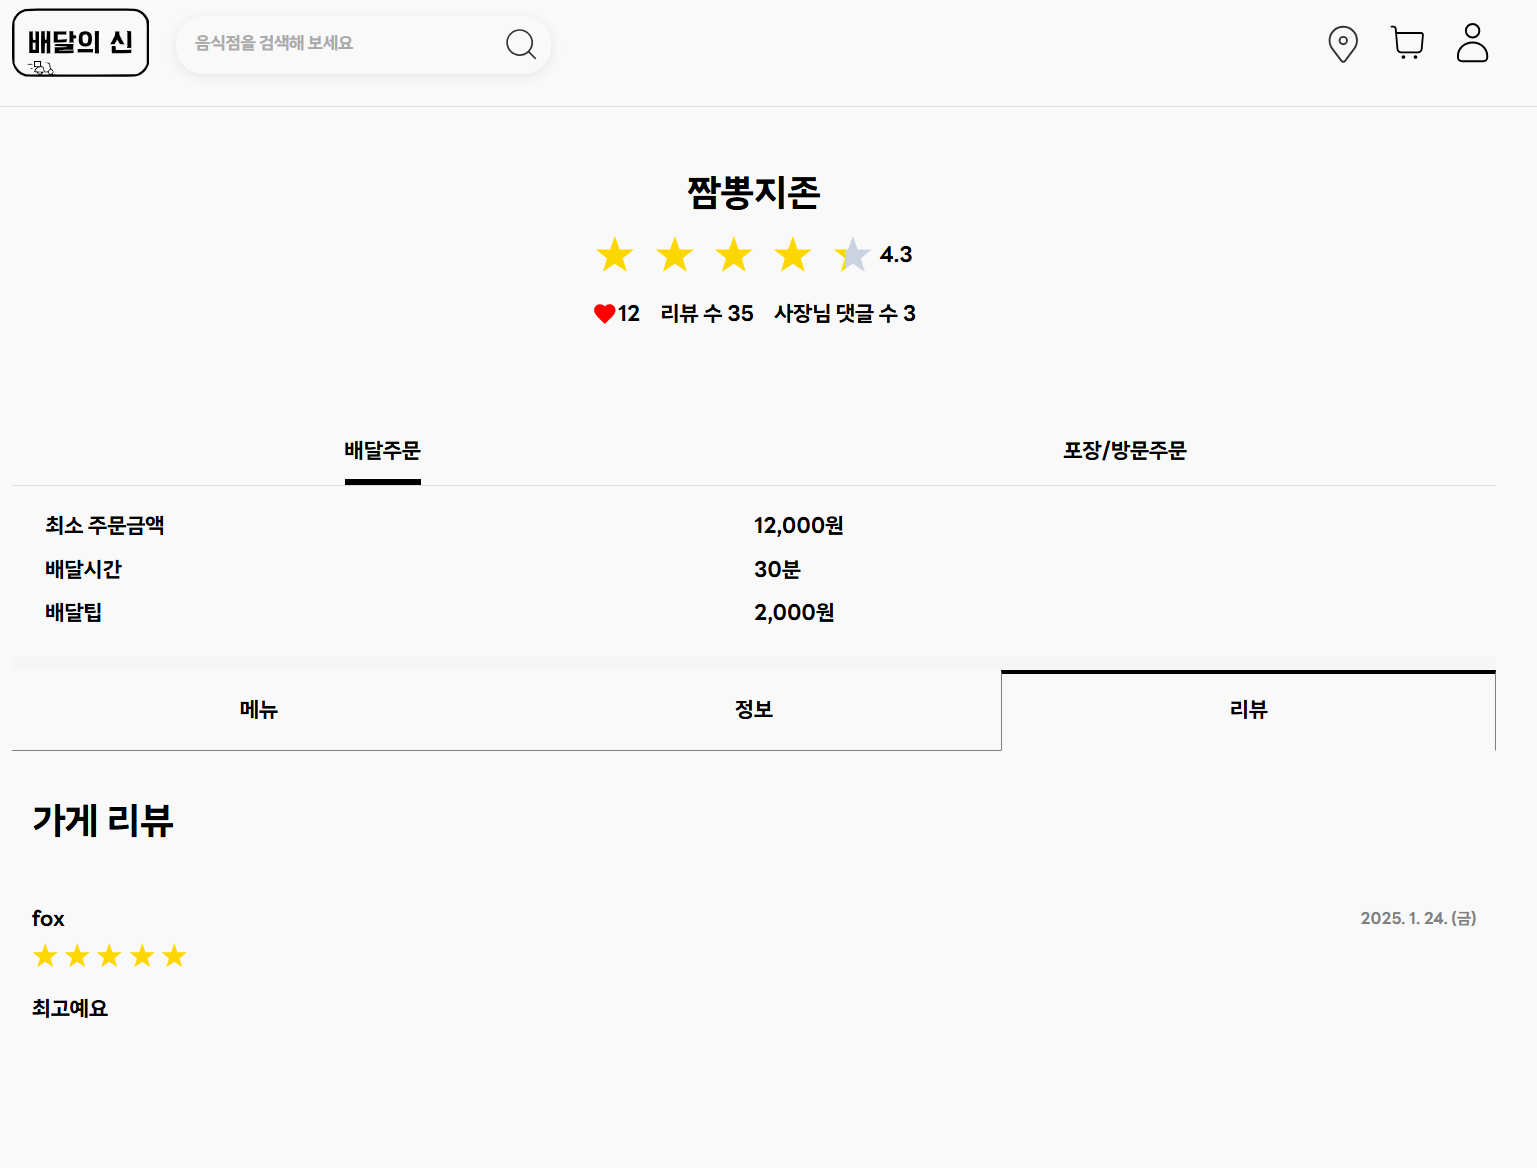 배달의 신
음식점을 검색해 보세요
짬뽕지존
4.3
12 리뷰 수 35 사장님 댓글 수 3
배달주문 포장/방문주문
최소 주문금액 12,000원
배달시간 30분
배달팁 2,000원
메뉴 정보 리뷰
가게 리뷰
fox 2025. 1. 24. (금)
최고예요